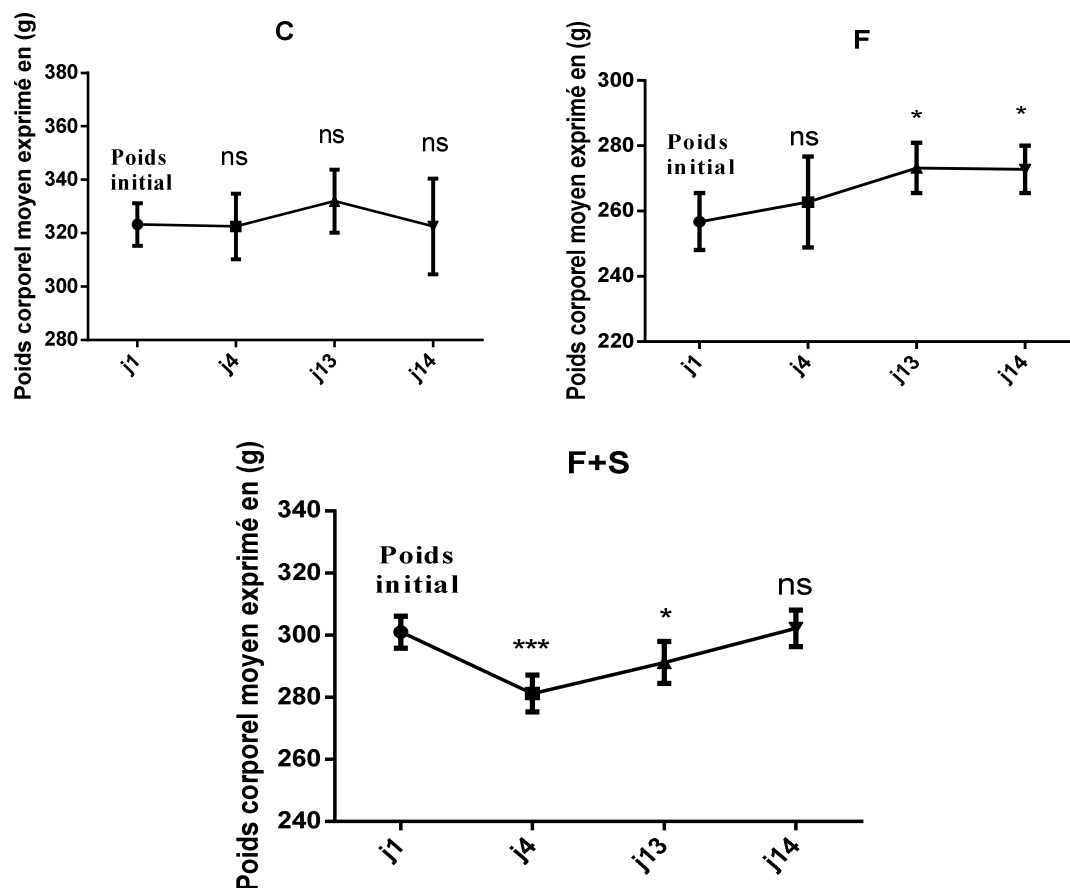 C
Poids corporel moyen exprimé en (g)
380
360
340
320
300
280
Poids
initial
ns
ns
ns
j1
j4
j13
j14
F
Poids corporel moyen exprimé en (g)
300
280
260
240
220
Poids
initial
ns
*
*
j1
j4
j13
j14
F+S
Poids corporel moyen exprimé en (g)
340
320
300
280
260
240
Poids
initial
***
*
ns
j1
j4
j13
j14